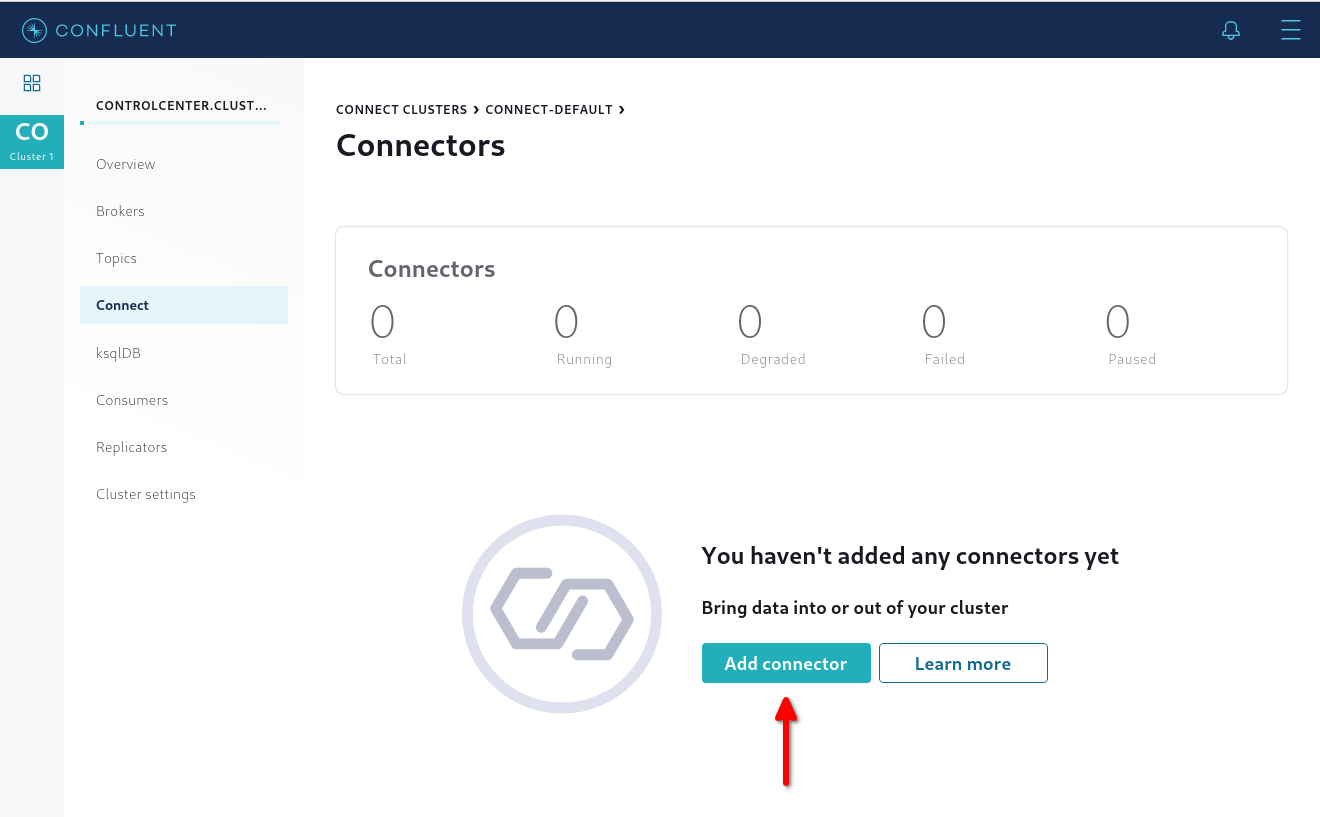 CONFLUENT
CO
Cluster 1
CONTROLCENTER.CLUST...
Overview
Brokers
Topics
Connect
ksqlDB
Consumers
Replicators
Cluster settings
CONNECT CLUSTERS › CONNECT-DEFAULT ›
Connectors
Connectors
0 0 0 0 0
Total Running Degraded Failed Paused
You haven't added any connectors yet
Bring data into or out of your cluster
Add connector Learn more